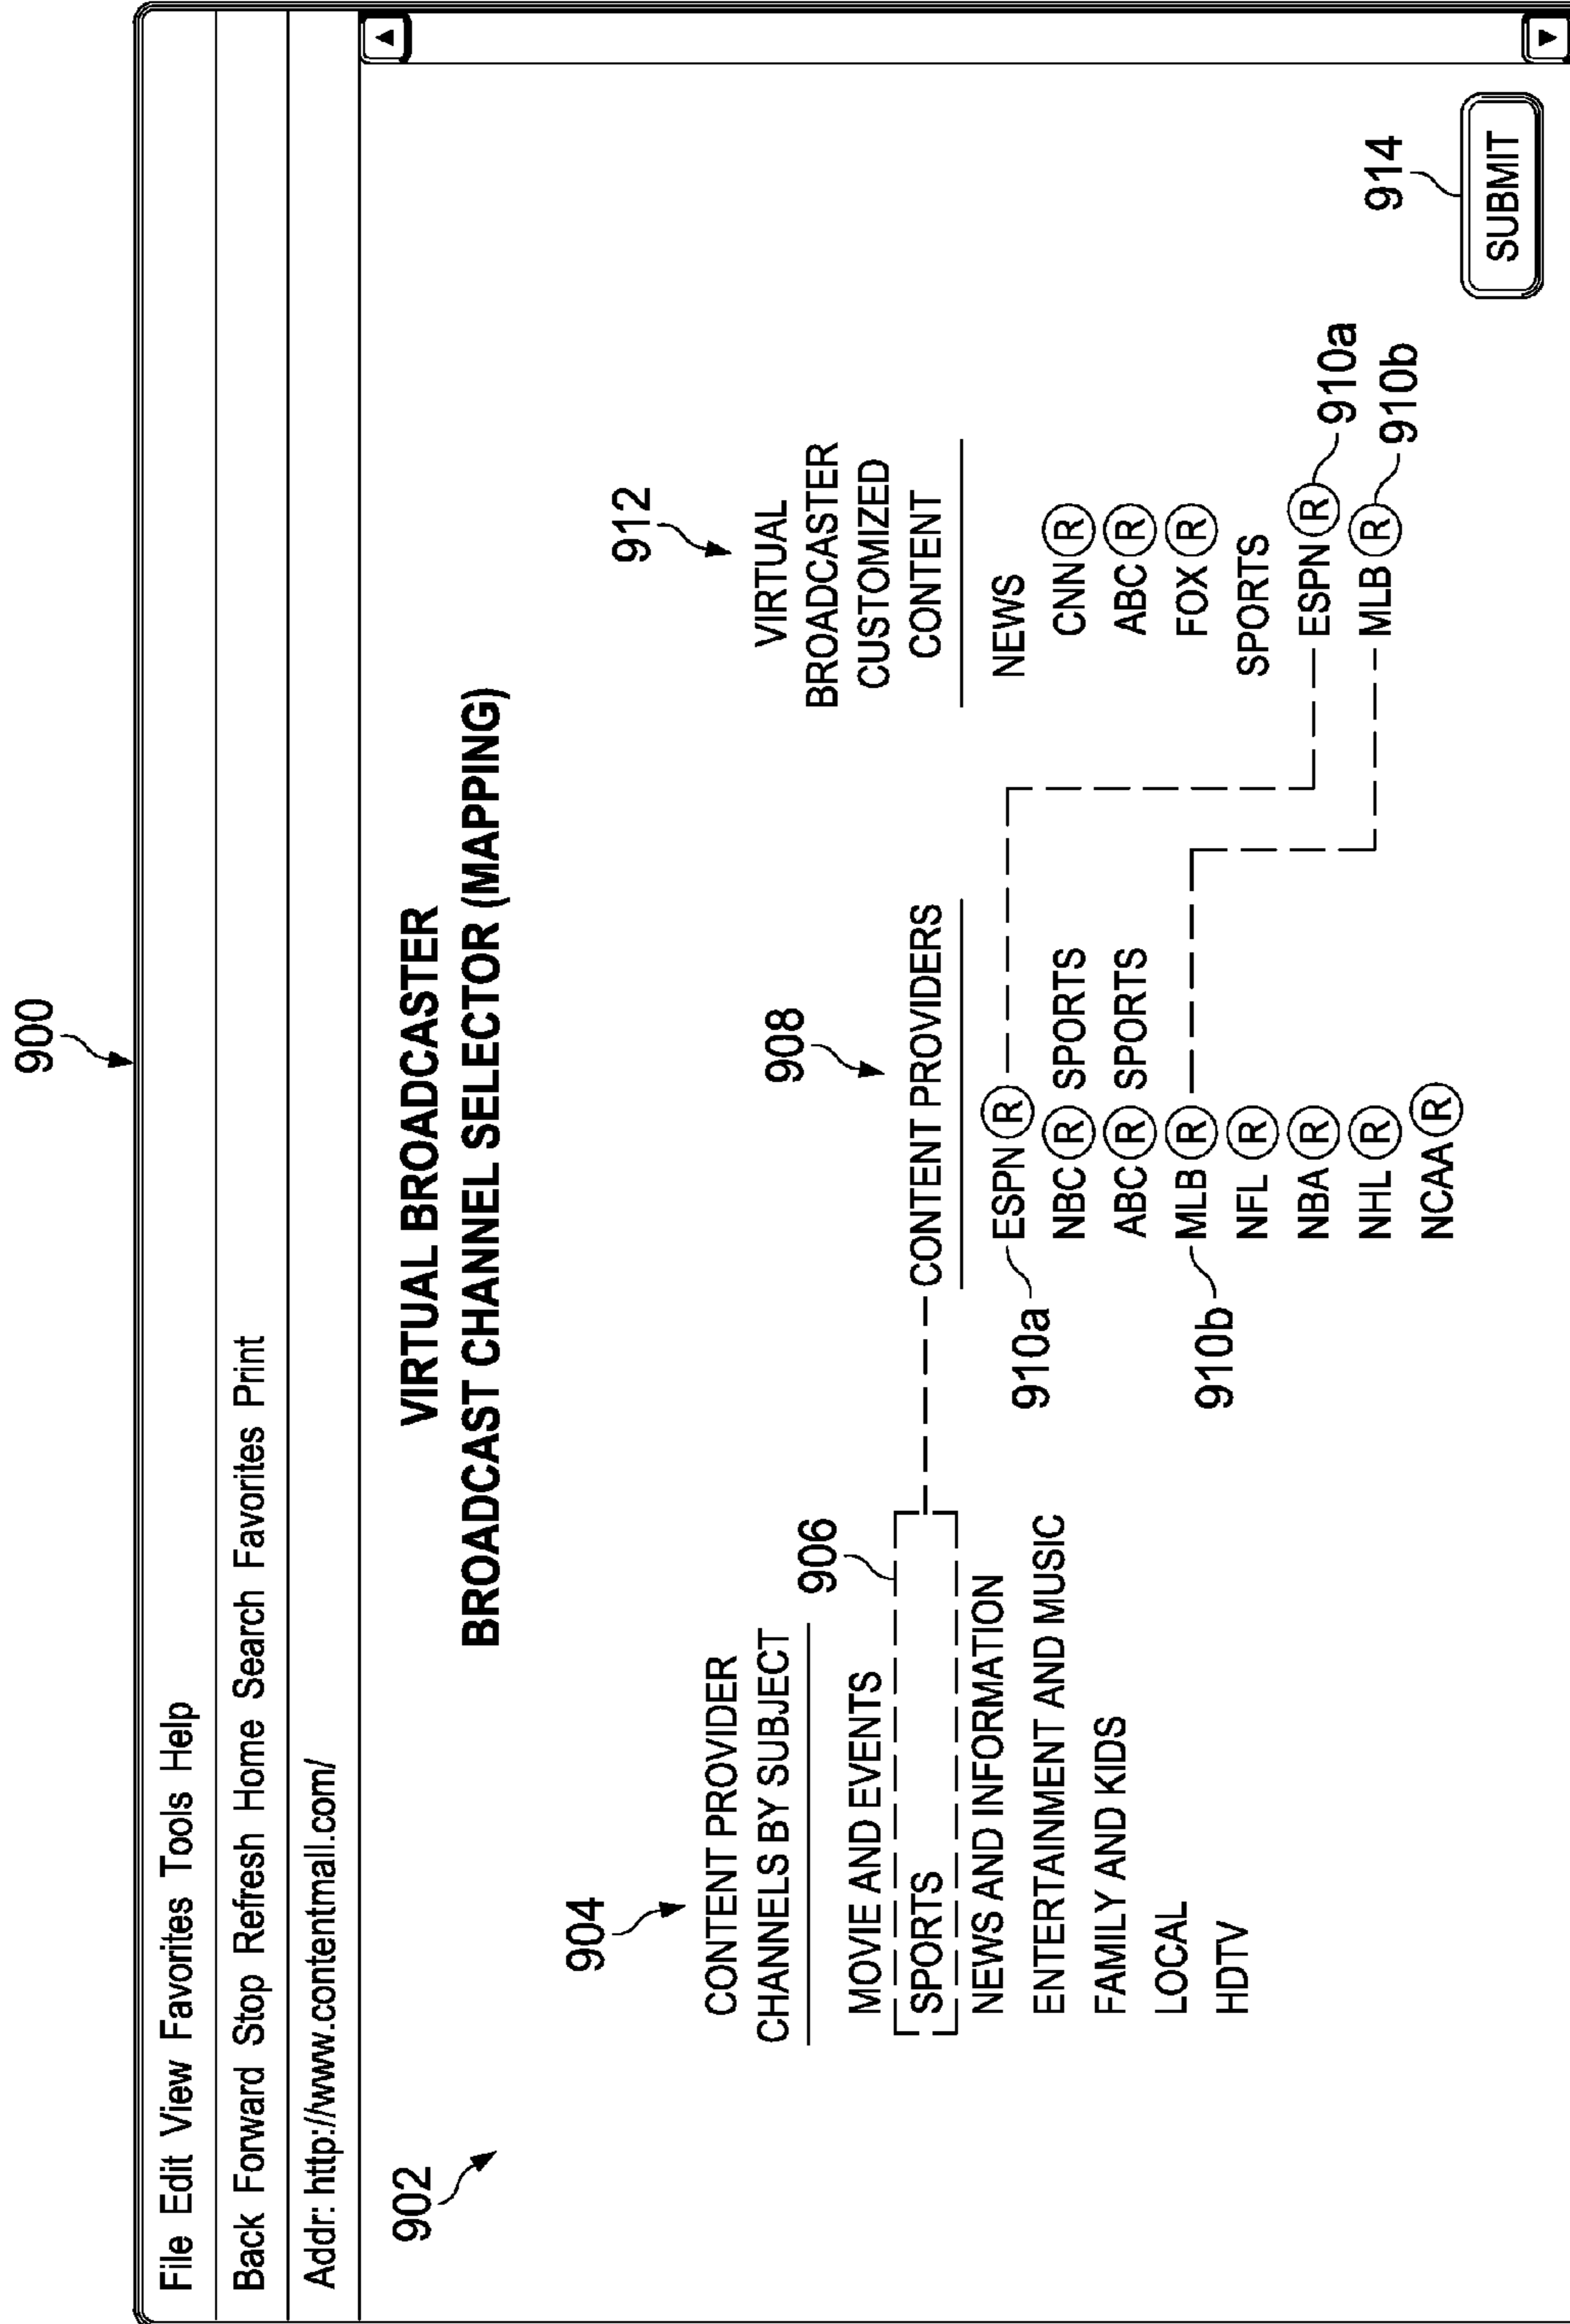 900
File Edit View Favorites Tools Help
Back Forward Stop Refresh Home Search Favorites Print
Addr: http://www.contentmall.com/
902
VIRTUAL BROADCASTER
BROADCAST CHANNEL SELECTOR (MAPPING)
904
CONTENT PROVIDER
CHANNELS BY SUBJECT
906
MOVIE AND EVENTS
SPORTS
NEWS AND INFORMATION
ENTERTAINMENT AND MUSIC
FAMILY AND KIDS
LOCAL
HDTV
908
CONTENT PROVIDERS
910a
ESPN Ⓡ
NBC Ⓡ SPORTS
ABC Ⓡ SPORTS
910b
MLB Ⓡ
NFL Ⓡ
NBA Ⓡ
NHL Ⓡ
NCAA Ⓡ
912
VIRTUAL
BROADCASTER
CUSTOMIZED
CONTENT
NEWS
CNN Ⓡ
ABC Ⓡ
FOX Ⓡ
SPORTS
ESPN Ⓡ 910a
MLB Ⓡ 910b
914
SUBMIT